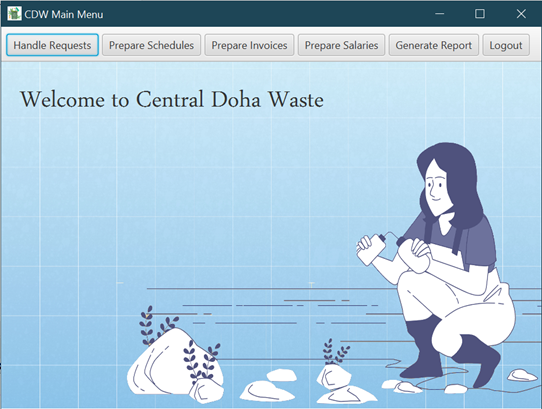 CDW Main Menu
Handle Requests Prepare Schedules Prepare Invoices Prepare Salaries Generate Report Logout
Welcome to Central Doha Waste